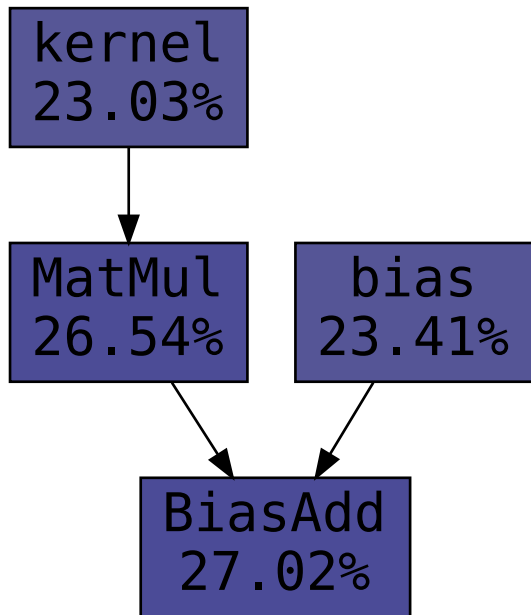 kernel
23.03%
MatMul
26.54%
bias
23.41%
BiasAdd
27.02%